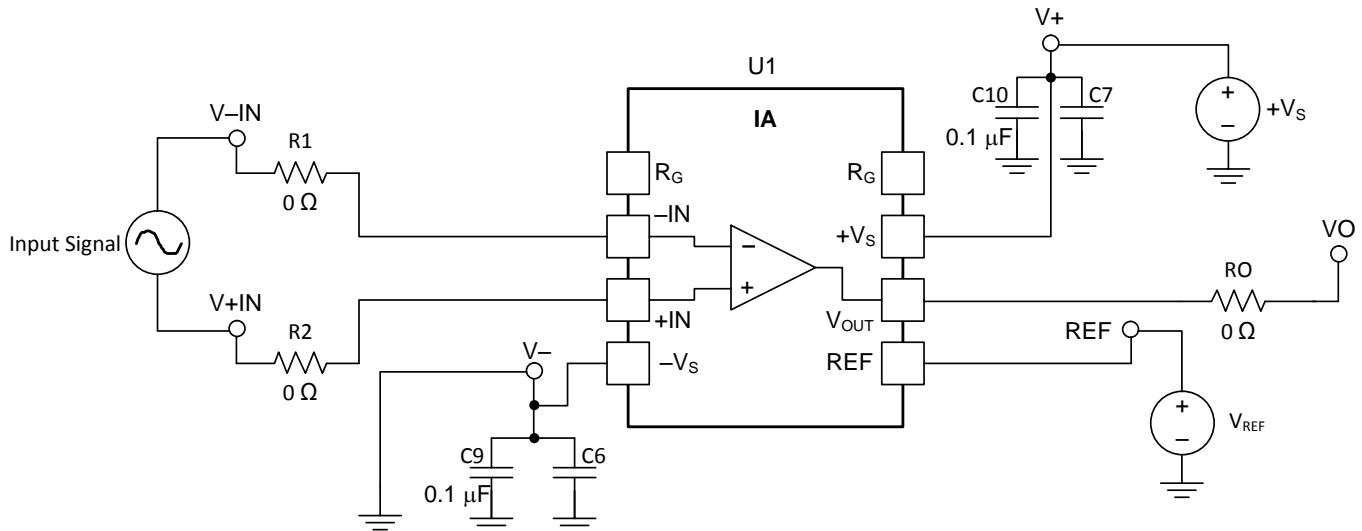 V+
U1
C10
C7
0.1 μF
+
−
+VS
IA
V−IN
R1
0 Ω
RG
RG
−IN
+VS
Input Signal
−
+
VO
RO
0 Ω
V+IN
R2
0 Ω
+IN
VOUT
V-
−VS
REF
REF
+
−
VREF
C9
C6
0.1 μF